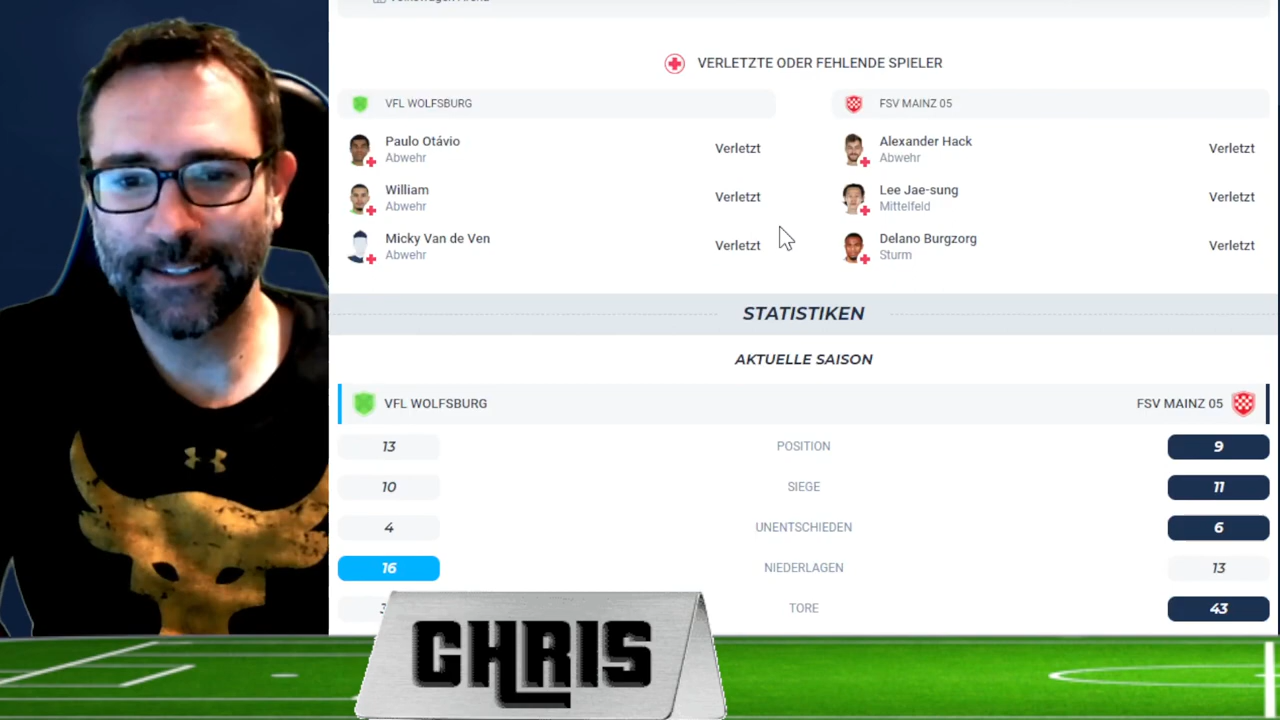 VERLETZTE ODER FEHLENDE SPIELER
VFL WOLFSBURG
FSV MAINZ 05
Paulo Otávio
Abwehr
Verletzt
Alexander Hack
Abwehr
Verletzt
William
Abwehr
Verletzt
Lee Jae-sung
Mittelfeld
Verletzt
Micky Van de Ven
Abwehr
Verletzt
Delano Burgzorg
Sturm
Verletzt
STATISTIKEN
AKTUELLE SAISON
VFL WOLFSBURG
FSV MAINZ 05
13 POSITION 9
10 SIEGE 11
4 UNENTSCHIEDEN 6
16 NIEDERLAGEN 13
TORE 43
CHRIS